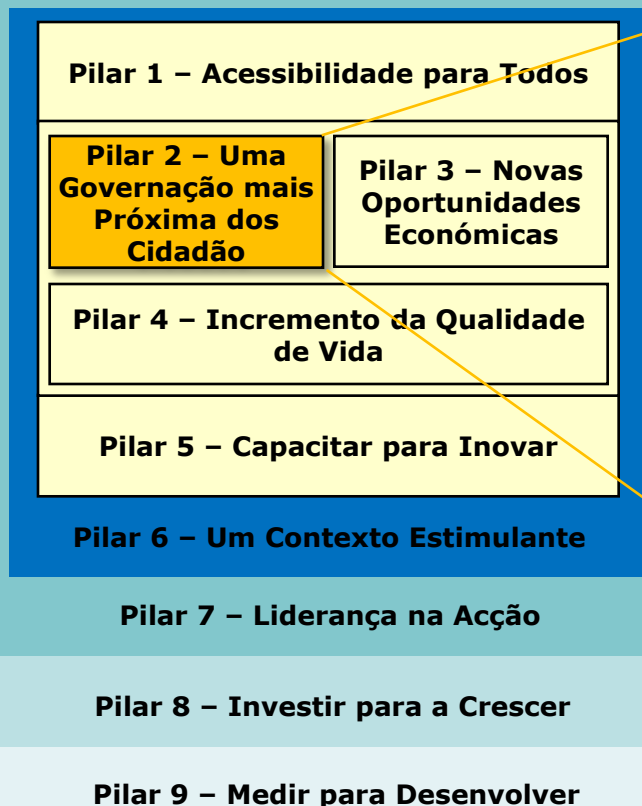 Pilar 1 – Acessibilidade para Todos
Pilar 2 – Uma
Governação mais
Próxima dos
Cidadão
Pilar 3 – Novas
Oportunidades
Económicas
Pilar 4 – Incremento da Qualidade
de Vida
Pilar 5 – Capacitar para Inovar
Pilar 6 – Um Contexto Estimulante
Pilar 7 – Liderança na Acção
Pilar 8 – Investir para a Crescer
Pilar 9 – Medir para Desenvolver